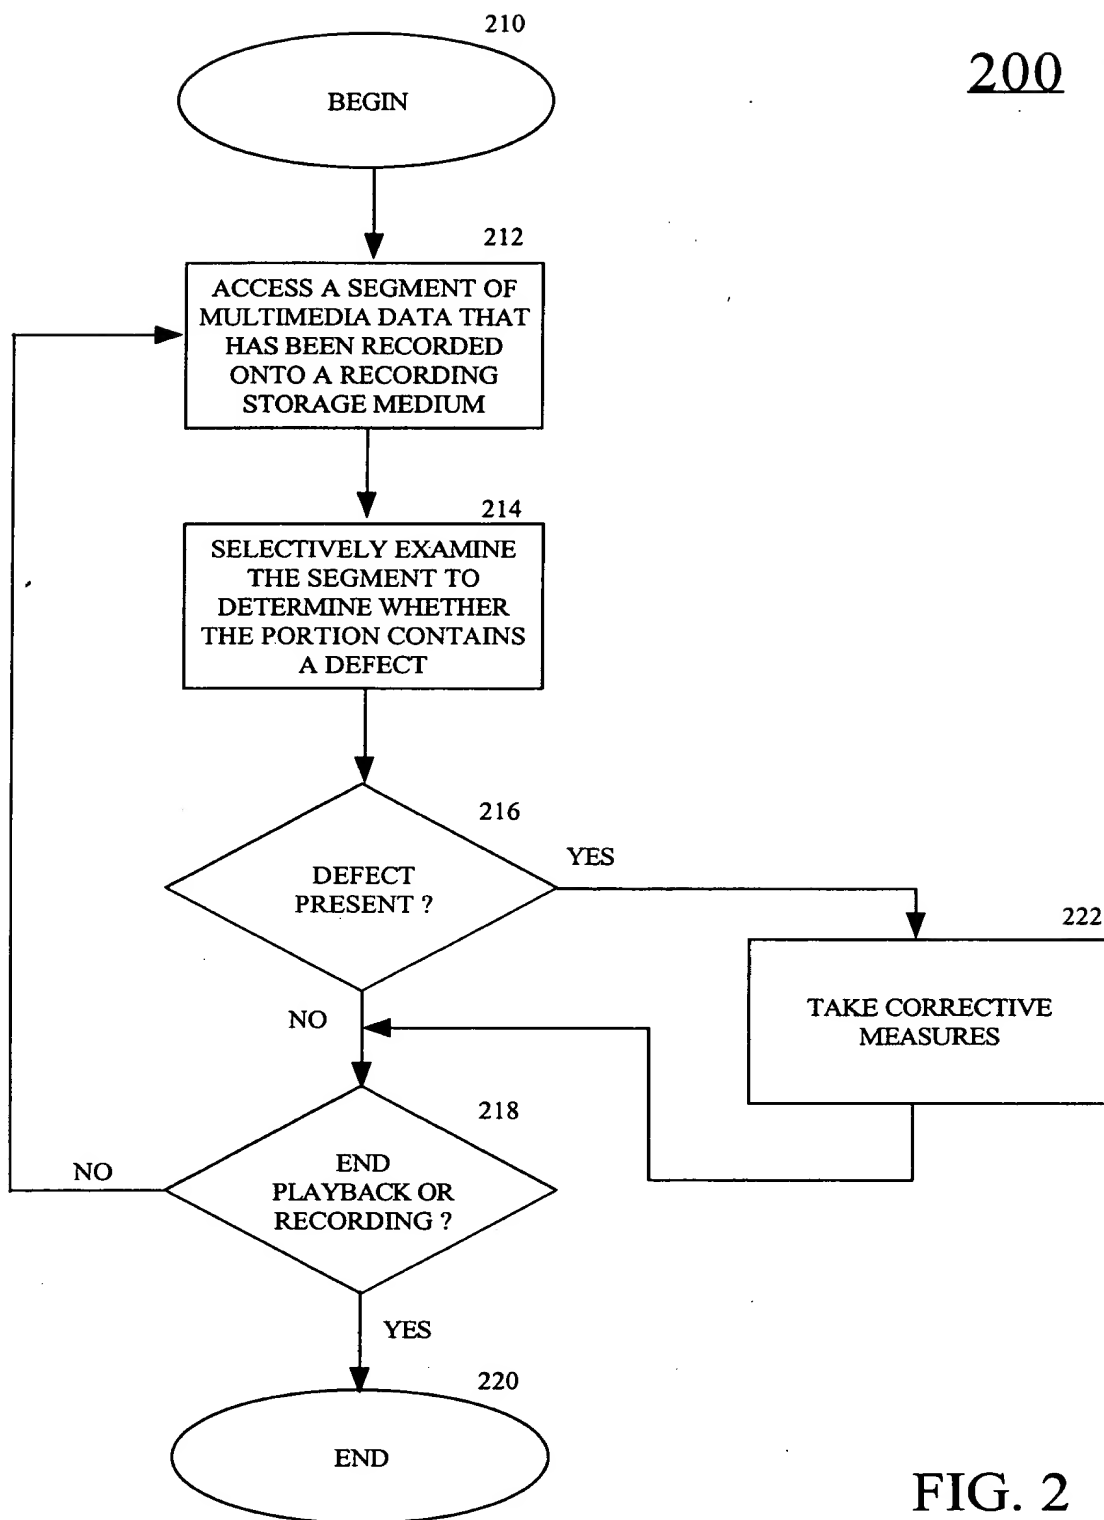 210
200
BEGIN
212
ACCESS A SEGMENT OF
MULTIMEDIA DATA THAT
HAS BEEN RECORDED
ONTO A RECORDING
STORAGE MEDIUM
214
SELECTIVELY EXAMINE
THE SEGMENT TO
DETERMINE WHETHER
THE PORTION CONTAINS
A DEFECT
216
DEFECT
PRESENT ?
YES
222
TAKE CORRECTIVE
MEASURES
NO
218
END
PLAYBACK OR
RECORDING ?
NO
YES
220
END
FIG. 2